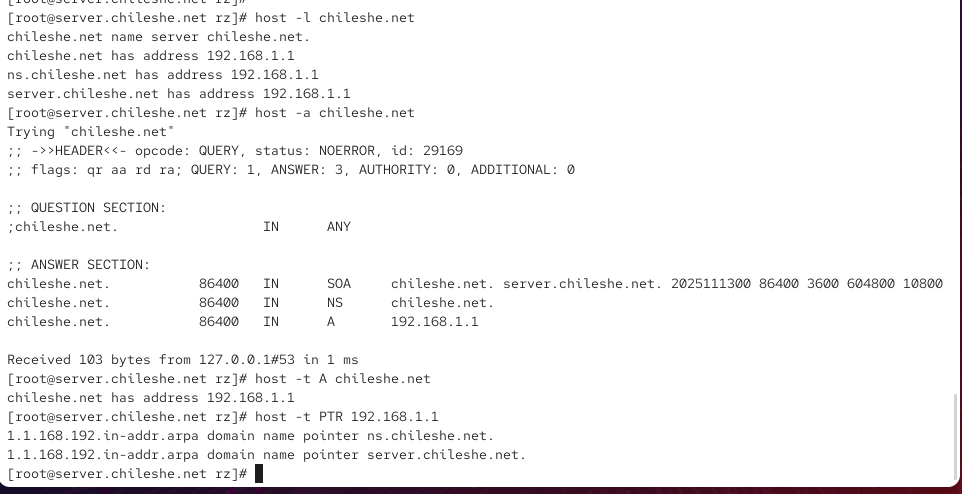 [root@server.chileshe.net rz]#
[root@server.chileshe.net rz]# host -l chileshe.net
chileshe.net name server chileshe.net.
chileshe.net has address 192.168.1.1
ns.chileshe.net has address 192.168.1.1
server.chileshe.net has address 192.168.1.1
[root@server.chileshe.net rz]# host -a chileshe.net
Trying "chileshe.net"
;; ->>HEADER<<- opcode: QUERY, status: NOERROR, id: 29169
;; flags: qr aa rd ra; QUERY: 1, ANSWER: 3, AUTHORITY: 0, ADDITIONAL: 0
;; QUESTION SECTION:
;chileshe.net. IN ANY
;; ANSWER SECTION:
chileshe.net. 86400 IN SOA chileshe.net. server.chileshe.net. 2025111300 86400 3600 604800 10800
chileshe.net. 86400 IN NS chileshe.net.
chileshe.net. 86400 IN A 192.168.1.1
Received 103 bytes from 127.0.0.1#53 in 1 ms
[root@server.chileshe.net rz]# host -t A chileshe.net
chileshe.net has address 192.168.1.1
[root@server.chileshe.net rz]# host -t PTR 192.168.1.1
1.1.168.192.in-addr.arpa domain name pointer ns.chileshe.net.
1.1.168.192.in-addr.arpa domain name pointer server.chileshe.net.
[root@server.chileshe.net rz]#